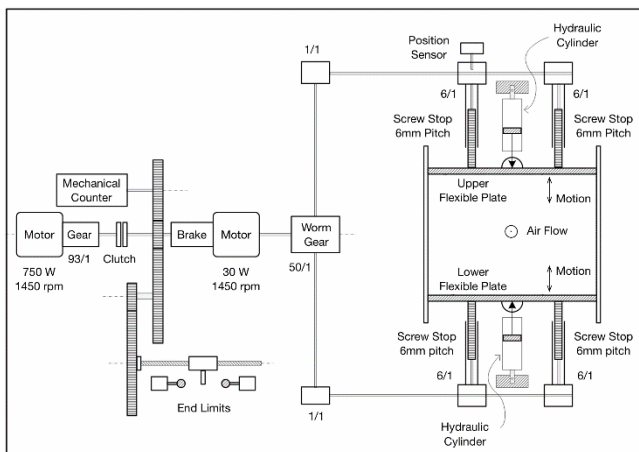 1/1
Position
Sensor
Hydraulic
Cylinder
6/1
6/1
Screw Stop
6mm Pitch
Screw Stop
6mm Pitch
Mechanical
Counter
Upper
Flexible Plate
Motion
Motor
Gear
Clutch
93/1
Brake
Motor
Worm
Gear
50/1
Air Flow
750 W
1450 rpm
30 W
1450 rpm
Lower
Flexible Plate
Motion
Screw Stop
6mm pitch
Screw Stop
6mm pitch
6/1
6/1
End Limits
1/1
Hydraulic
Cylinder